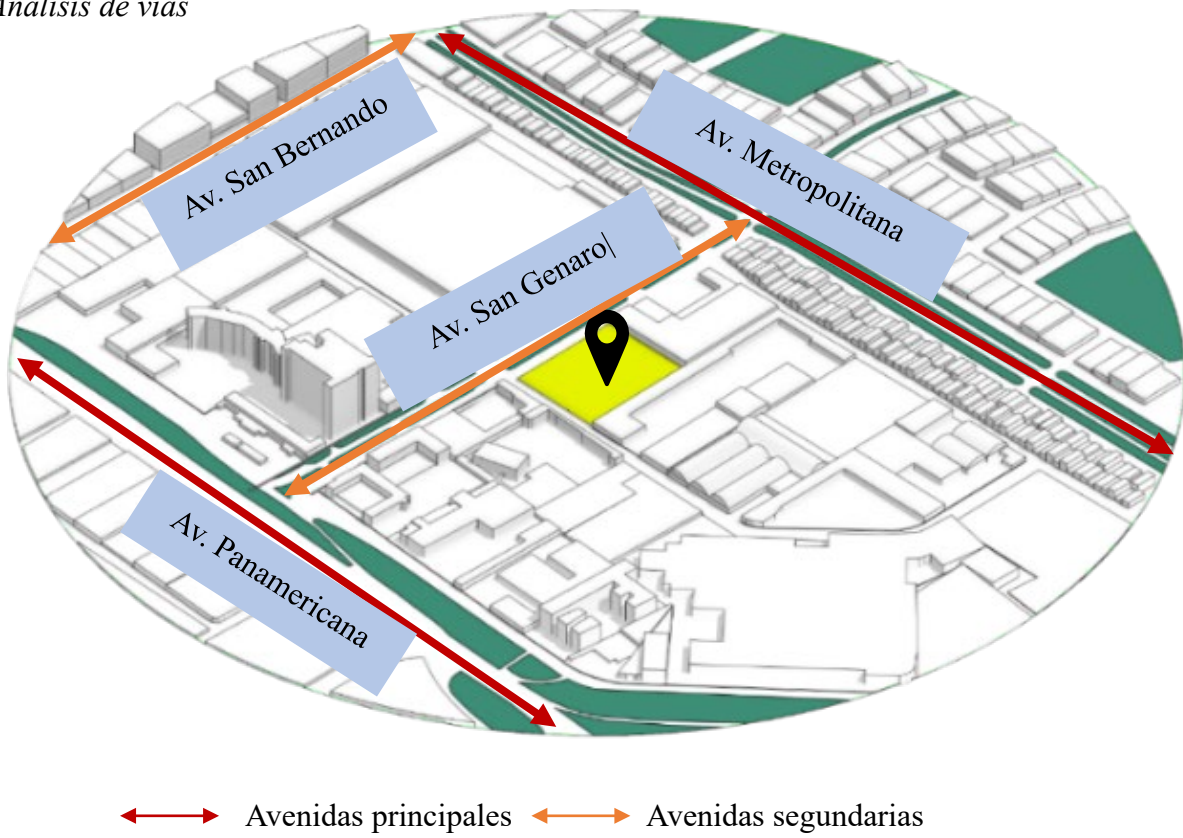 Análisis de vías
Av. San Bernando
Av. Metropolitana
Av. San Genaro|
Av. Panamericana
Avenidas principales
Avenidas segundarias